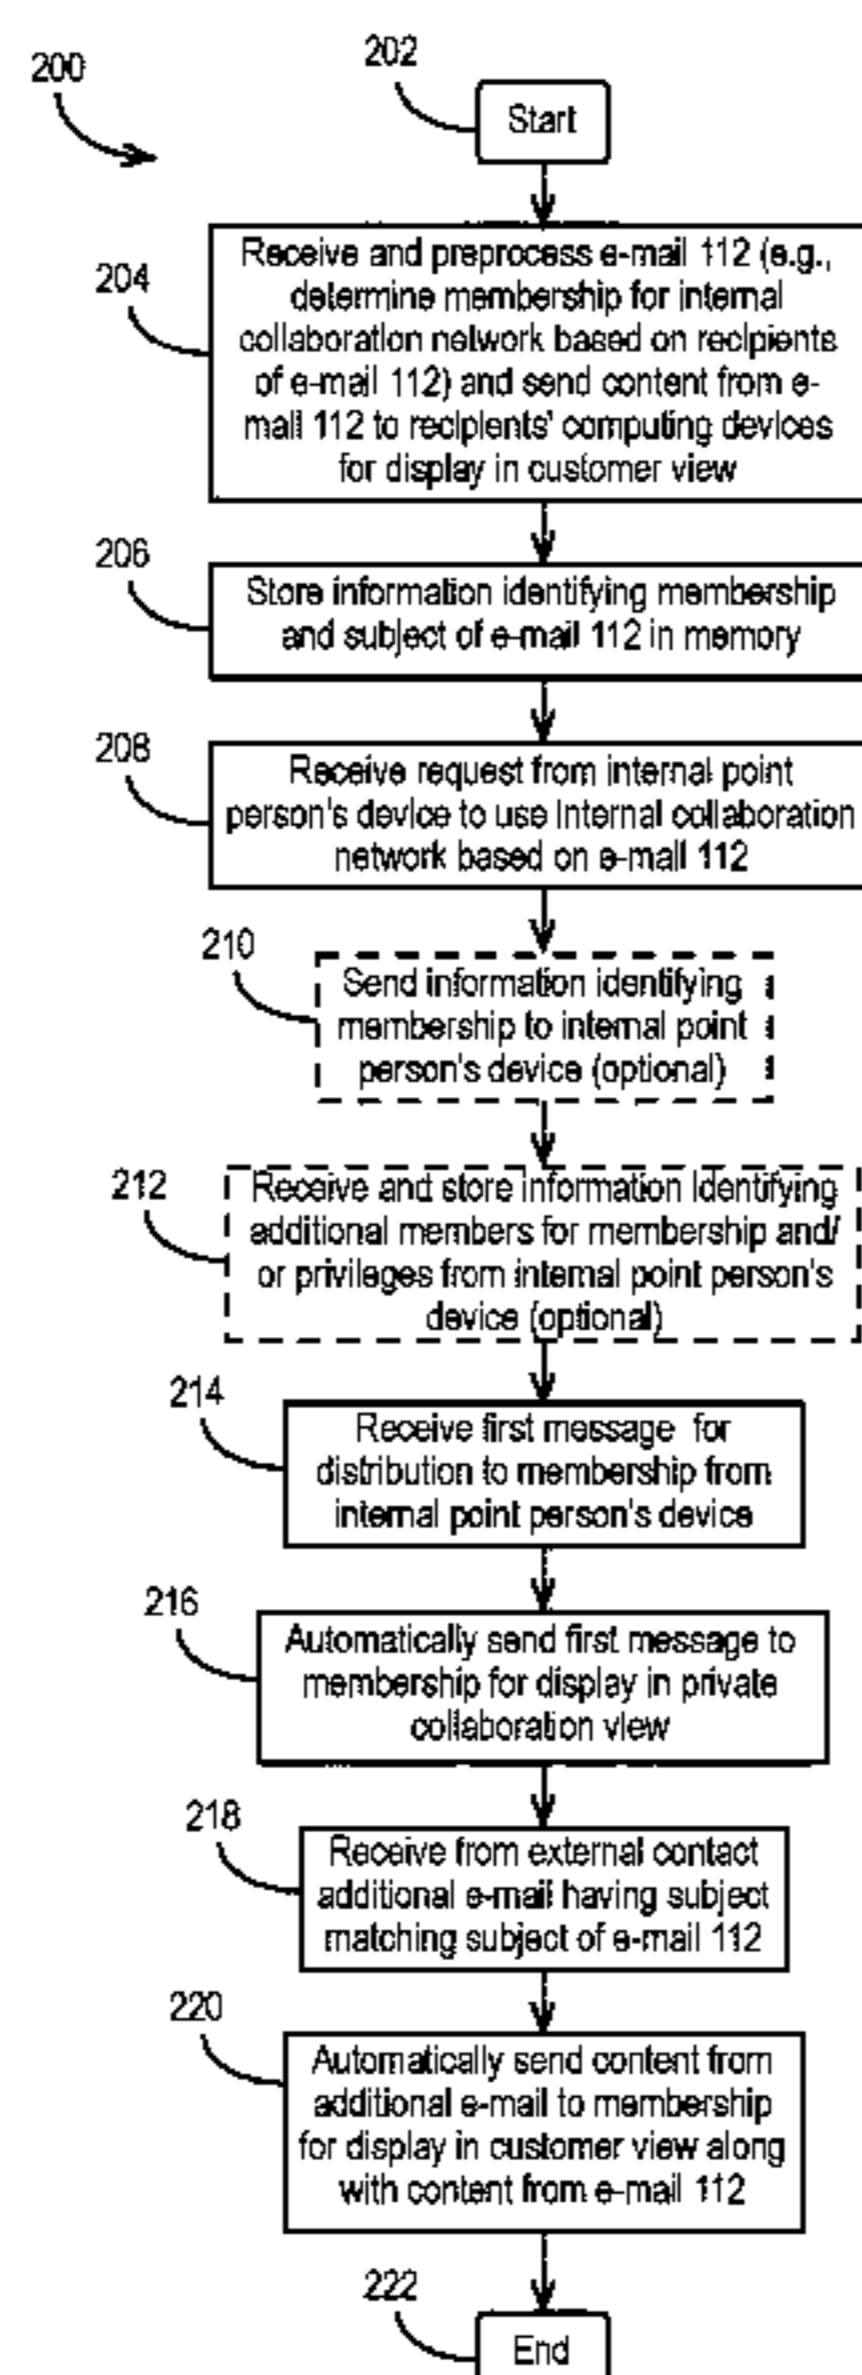 200
202
Start
204
Receive and preprocess e-mail 112 (e.g.,
determine membership for internal
collaboration network based on recipients
of e-mail 112) and send content from e-
mail 112 to recipients' computing devices
for display in customer view
206
Store information identifying membership
and subject of e-mail 112 in memory
208
Receive request from internal point
person's device to use internal collaboration
network based on e-mail 112
210
Send information identifying
membership to internal point
person's device (optional)
212
Receive and store information identifying
additional members for membership and/
or privileges from internal point person's
device (optional)
214
Receive first message for
distribution to membership from
internal point person's device
216
Automatically send first message to
membership for display in private
collaboration view
218
Receive from external contact
additional e-mail having subject
matching subject of e-mail 112
220
Automatically send content from
additional e-mail to membership
for display in customer view along
with content from e-mail 112
222
End